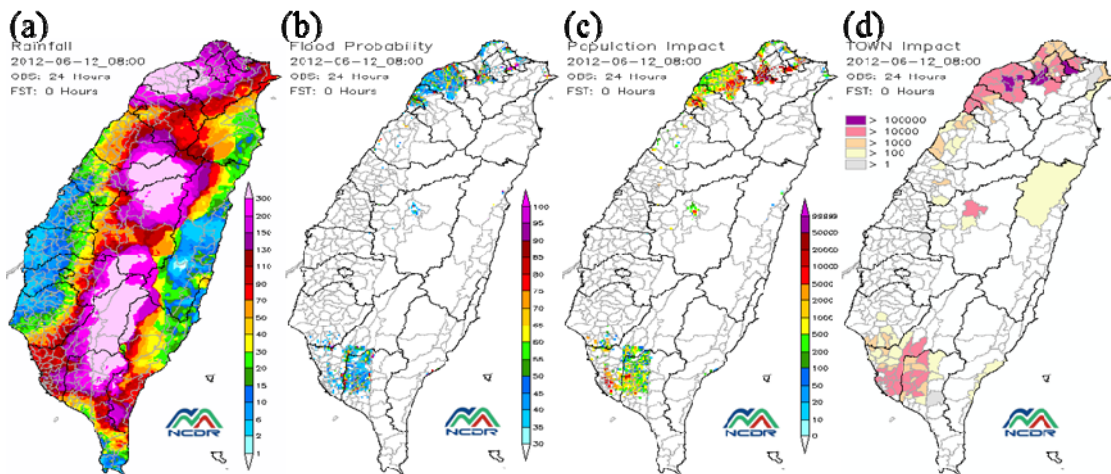 (a)
Rainfall
2012-06-12_08:00
OBS: 24 Hours
FST: 0 Hours
300
200
150
130
110
90
70
50
40
30
20
15
10
6
2
1
NCDR
(b)
Flood Probability
2012-06-12_08:00
OBS: 24 Hours
FST: 0 Hours
100
95
90
85
80
75
70
65
60
55
50
45
40
35
30
NCDR
(c)
Population Impact
2012-06-12_08:00
OBS: 24 Hours
FST: 0 Hours
99999
50000
20000
10000
5000
2000
1000
500
200
100
50
20
10
0
NCDR
(d)
TOWN Impact
2012-06-12_08:00
OBS: 24 Hours
FST: 0 Hours
> 100000
> 10000
> 1000
> 100
> 1
NCDR